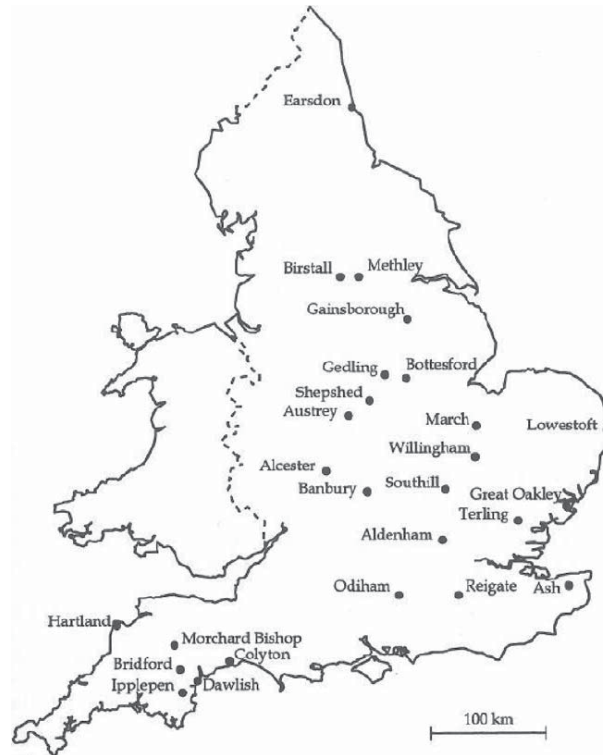 Earsdon
Birstall
Methley
Gainsborough
Gedling
Bottesford
Shepshed
Austrey
March
Lowestoft
Willingham
Alcester
Southill
Banbury
Great Oakley
Terling
Aldenham
Odiham
Reigate
Ash
Hartland
Morchard Bishop
Colyton
Bridford
Ipplepen
Dawlish
100 km